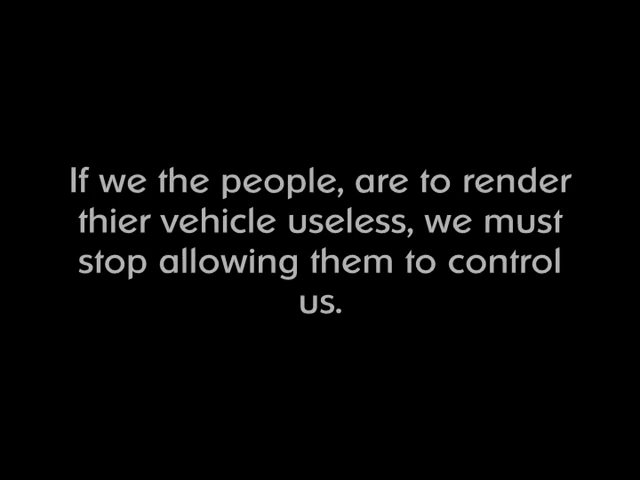 If we the people, are to render
thier vehicle useless, we must
stop allowing them to control
us.